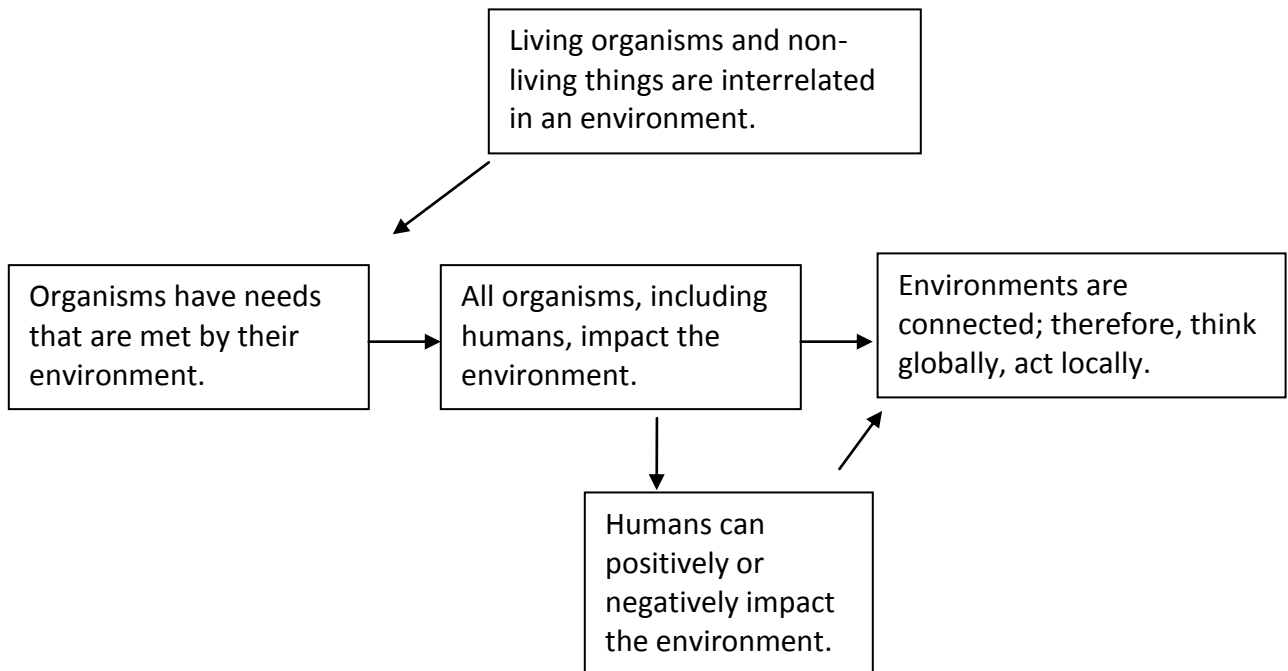 Living organisms and non-
living things are interrelated
in an environment.
Organisms have needs
that are met by their
environment.
All organisms, including
humans, impact the
environment.
Environments are
connected; therefore, think
globally, act locally.
Humans can
positively or
negatively impact
the environment.